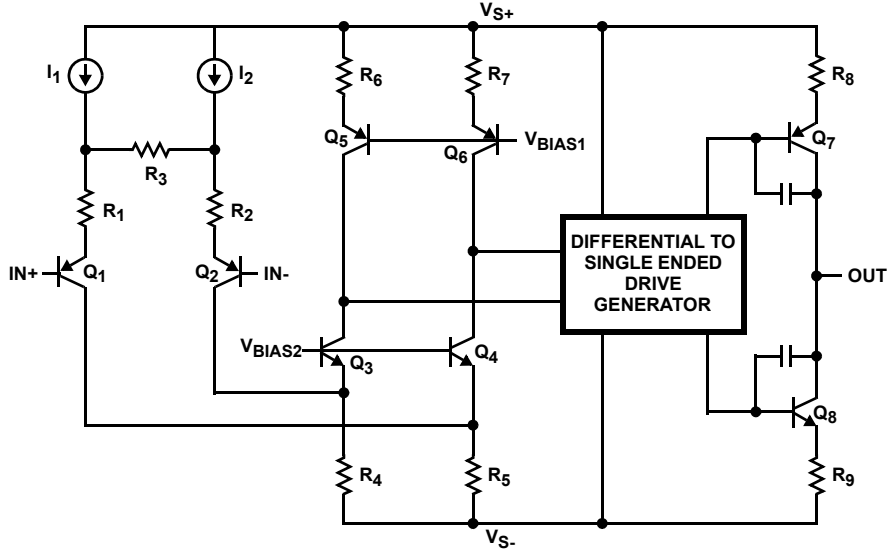 VS+
I1
I2
R6
R7
R8
Q5
Q6
VBIAS1
Q7
R3
R1
R2
IN+
Q1
Q2
IN-
DIFFERENTIAL TO
SINGLE ENDED
DRIVE
GENERATOR
OUT
VBIAS2
Q3
Q4
Q8
R4
R5
R9
VS-